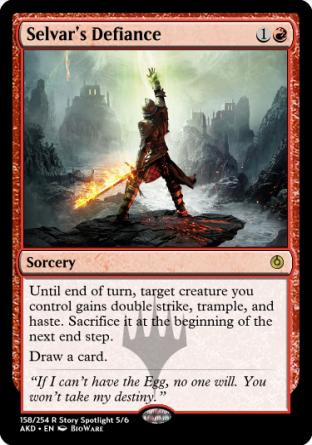 Selvar's Defiance 1
Sorcery
Until end of turn, target creature you
control gains double strike, trample, and
haste. Sacrifice it at the beginning of the
next end step.
Draw a card.
"If I can't have the Egg, no one will. You
won't take my destiny."
158/254 R Story Spotlight 5/6
AKD • EN BioWare